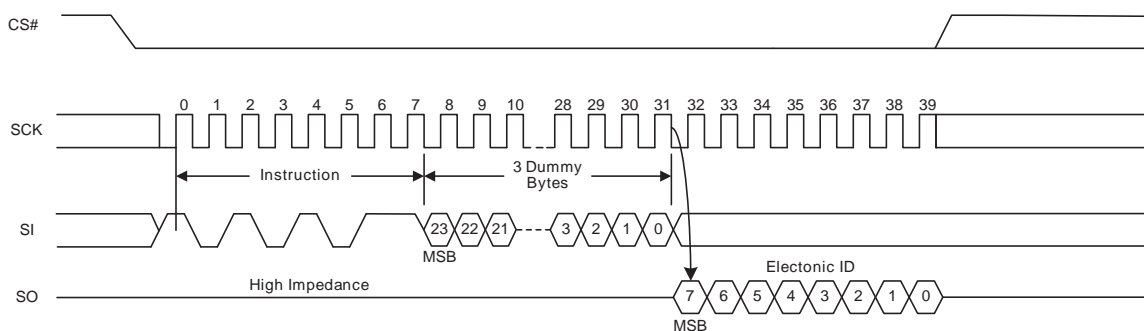 CS#
0 1 2 3 4 5 6 7 8 9 10 28 29 30 31 32 33 34 35 36 37 38 39
SCK
Instruction
3 Dummy
Bytes
SI
23 22 21 3 2 1 0
MSB
High Impedance
Electonic ID
SO
7 6 5 4 3 2 1 0
MSB